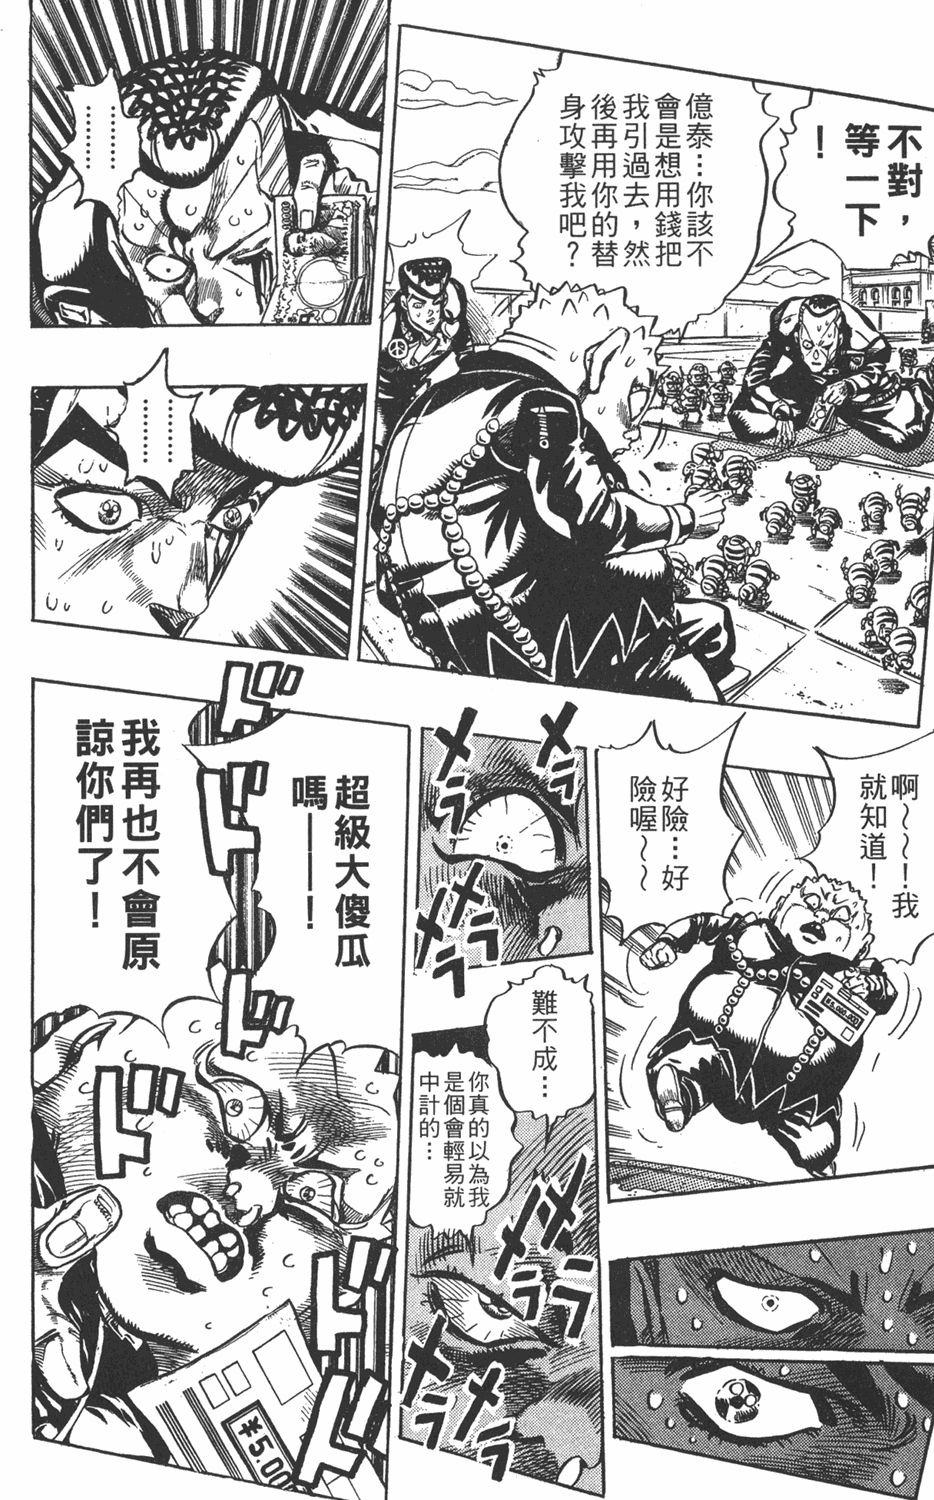 不對，
等一下
！
億泰…你該不
會是想用錢把
我引過去，然
後再用你的替
身攻擊我吧？
………
………
啊～～！我
就知道！
好險…好
險喔～～
￥5,000,000
メラ
メラ
難不成…
你真的以為我
是個會輕易就
中計的…
メラ
メラ
メラ
メラ
超級大傻瓜
嗎——！
我再也不會原
諒你們了！
ドドドド
￥5.00